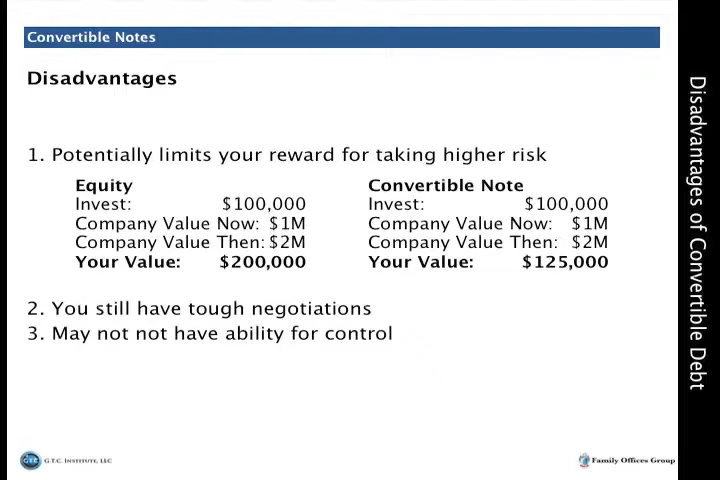 Convertible Notes
Disadvantages
1. Potentially limits your reward for taking higher risk
Equity
Invest: $100,000
Company Value Now: $1M
Company Value Then: $2M
Your Value: $200,000
Convertible Note
Invest: $100,000
Company Value Now: $1M
Company Value Then: $2M
Your Value: $125,000
2. You still have tough negotiations
3. May not not have ability for control
GTC G.T.C. Institute, LLC
Family Offices Group
Disadvantages of Convertible Debt